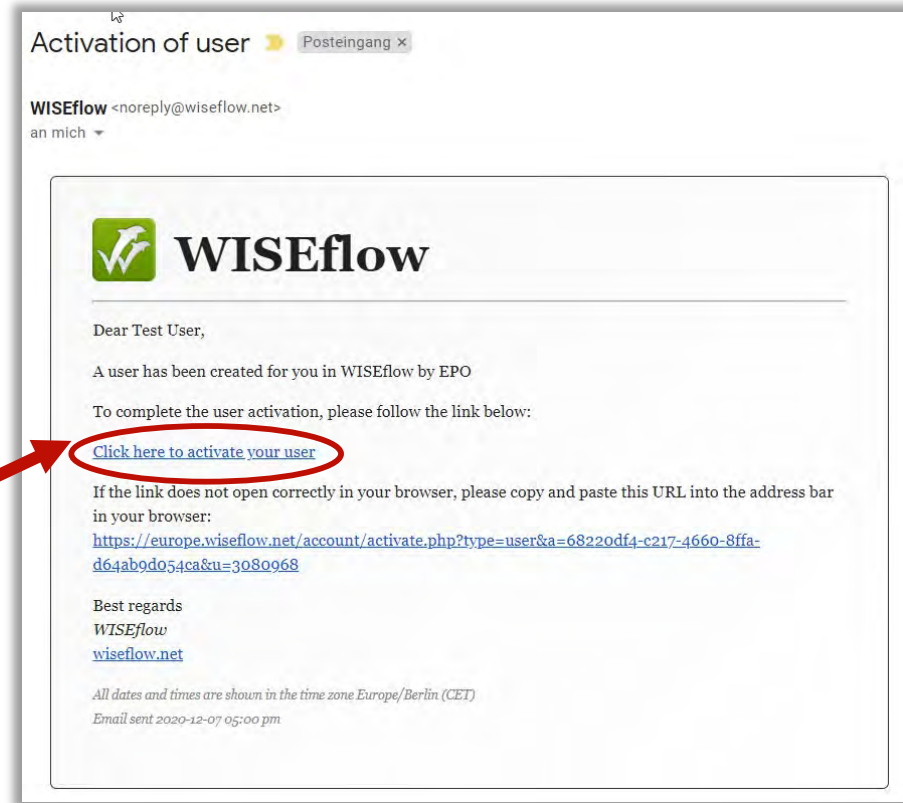 Activation of user Posteingang ×
WISEflow <noreply@wiseflow.net>
an mich
WISEflow
Dear Test User,
A user has been created for you in WISEflow by EPO
To complete the user activation, please follow the link below:
Click here to activate your user
If the link does not open correctly in your browser, please copy and paste this URL into the address bar
in your browser:
https://europe.wiseflow.net/account/activate.php?type=user&a=68220df4-c217-4660-8ffa-
d64ab9d054ca&u=3080968
Best regards
WISEflow
wiseflow.net
All dates and times are shown in the time zone Europe/Berlin (CET)
Email sent 2020-12-07 05:00 pm